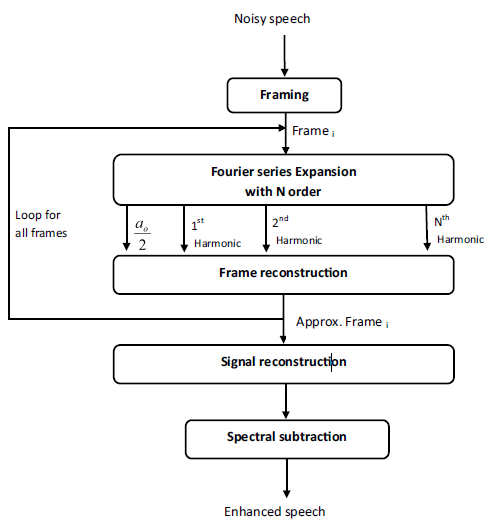 Noisy speech
Framing
Frame i
Fourier series Expansion
with N order
Loop for
all frames
a₀/2
1st Harmonic
2nd Harmonic
Nth Harmonic
Frame reconstruction
Approx. Frame i
Signal reconstruction
Spectral subtraction
Enhanced speech